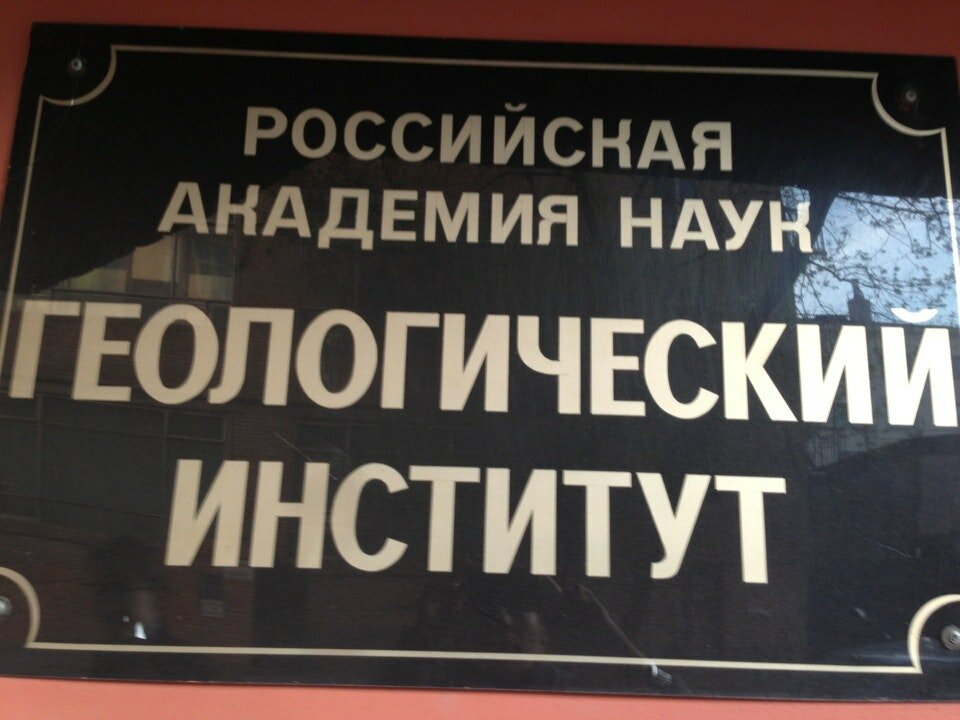 РОССИЙСКАЯ
АКАДЕМИЯ НАУК
ГЕОЛОГИЧЕСКИЙ
ИНСТИТУТ